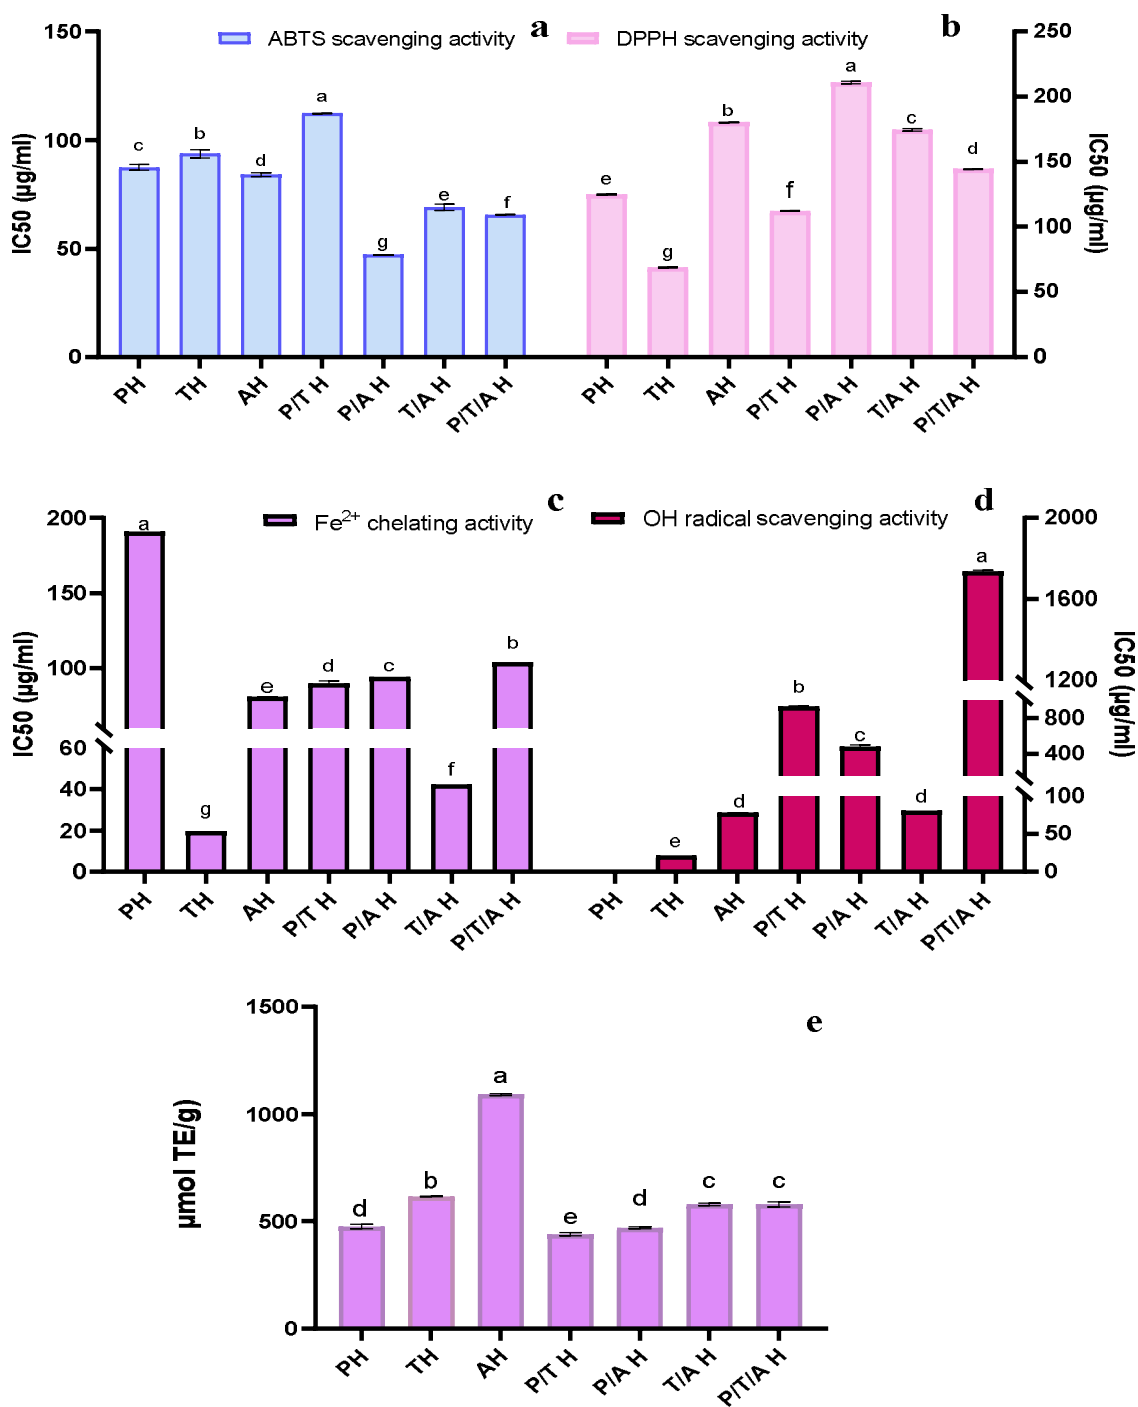 ABTS scavenging activity a
DPPH scavenging activity b
IC50 (µg/ml)
150
100
50
0
c b d a g e f
PH TH AH P/T H P/A H T/A H P/T/A H
e g b f a c d
PH TH AH P/T H P/A H T/A H P/T/A H
250
200
150
100
50
0
IC50 (µg/ml)
Fe2+ chelating activity c
OH radical scavenging activity d
IC50 (µg/ml)
200
150
100
60
40
20
0
a g e d c f b
PH TH AH P/T H P/A H T/A H P/T/A H
e d b c d a
PH TH AH P/T H P/A H T/A H P/T/A H
2000
1600
1200
800
400
100
50
0
IC50 (µg/ml)
e
µmol TE/g)
1500
1000
500
0
d b a e d c c
PH TH AH P/T H P/A H T/A H P/T/A H